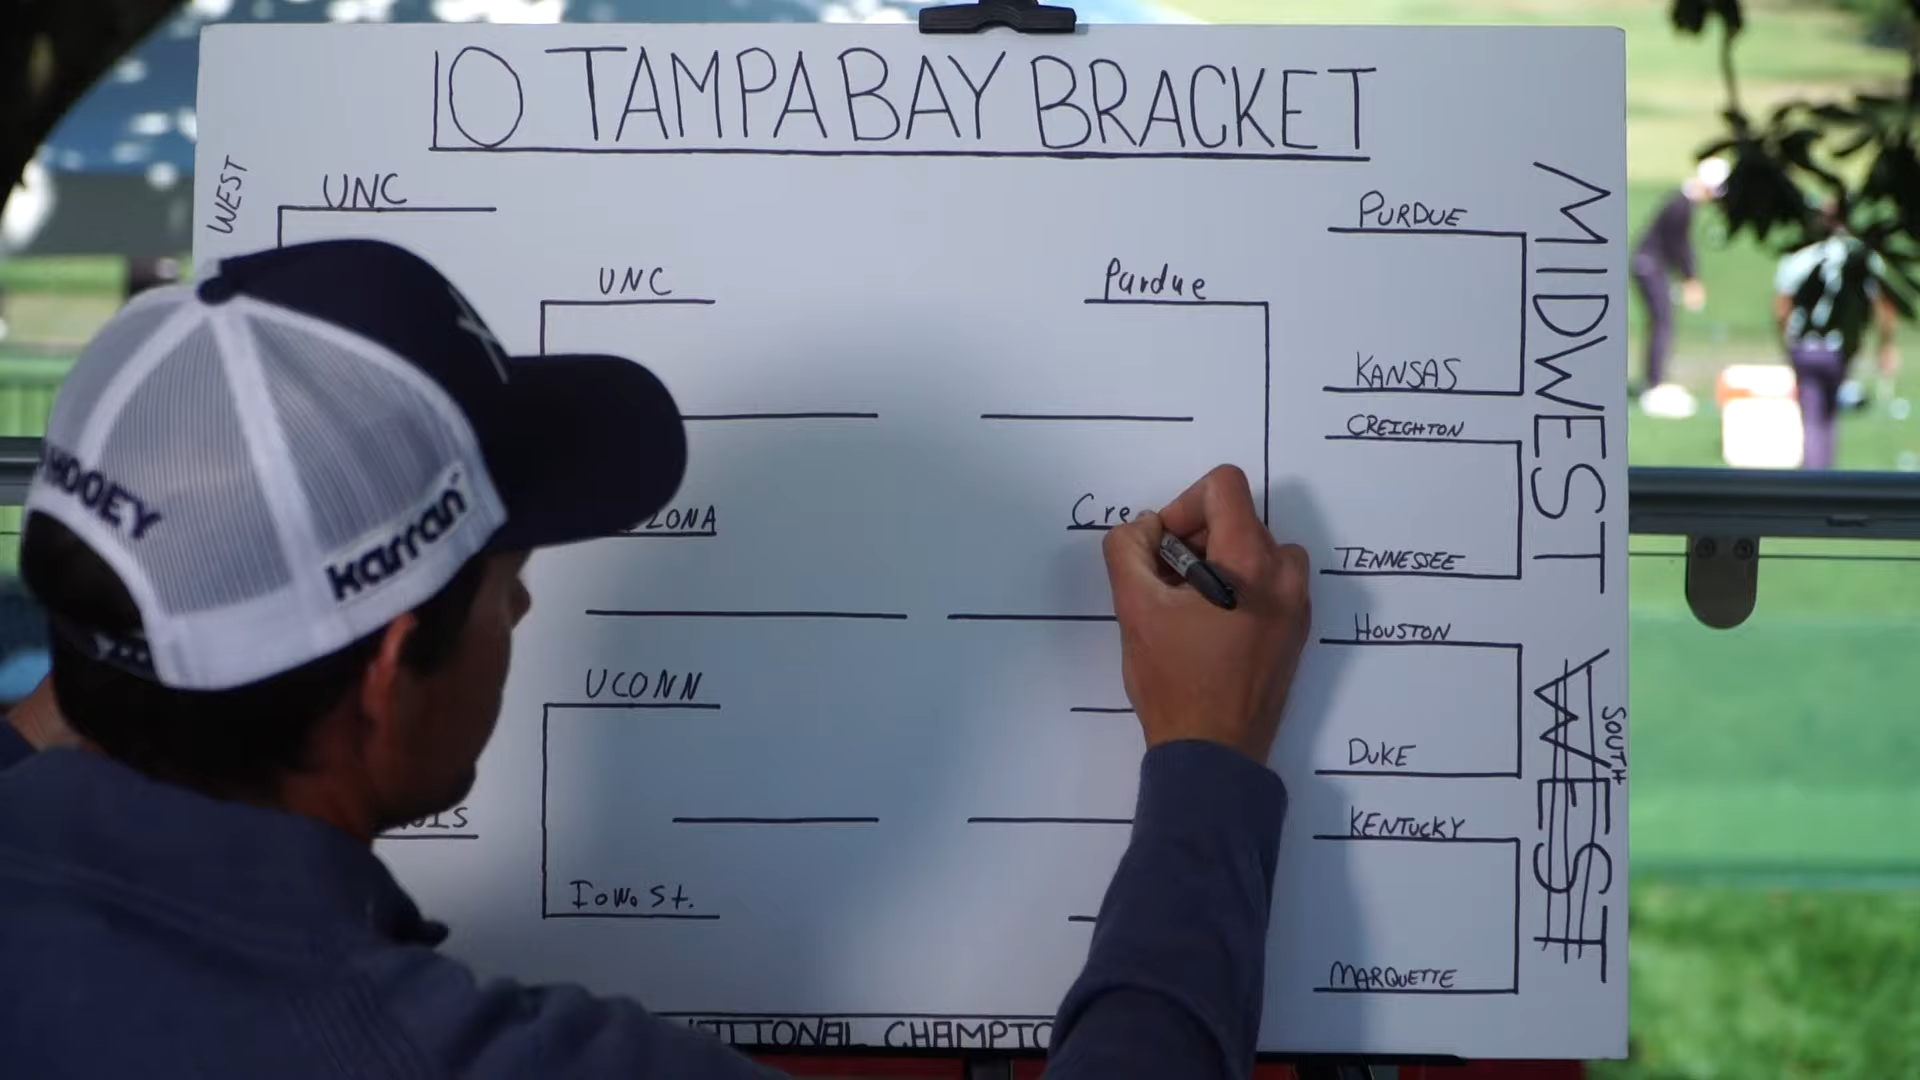 10 TAMPA BAY BRACKET
WEST
UNC
UNC
UCONN
Iowa St.
Purdue
Cre
PURDUE
KANSAS
CREIGHTON
TENNESSEE
HOUSTON
DUKE
KENTUCKY
MARQUETTE
MIDWEST
WEST
SOUTH
HOOEY
karran